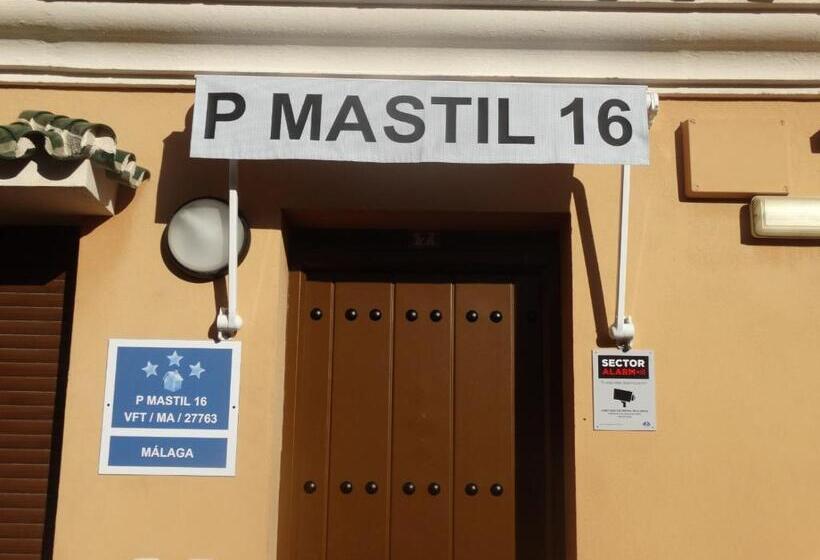 P MASTIL 16
P MASTIL 16
VFT / MA / 27763
MÁLAGA
SECTOR
ALARM